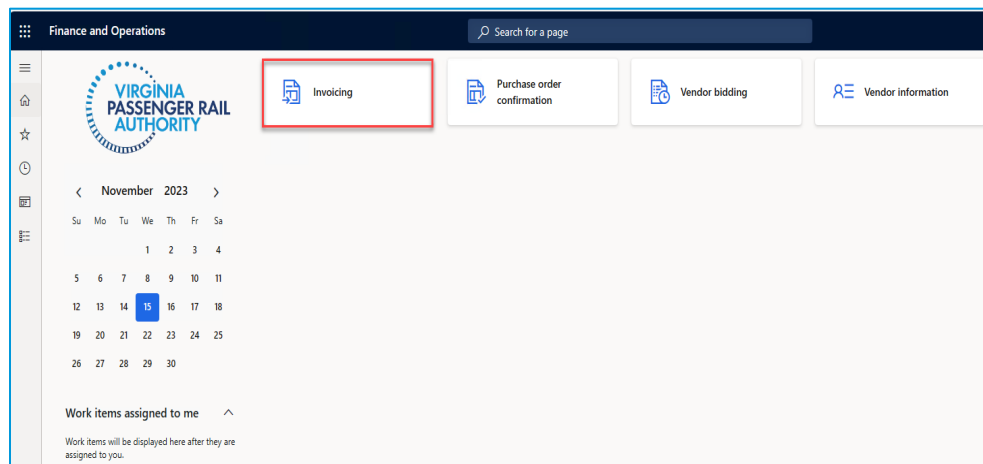 Finance and Operations
Search for a page
VIRGINIA
PASSENGER RAIL
AUTHORITY
Invoicing
Purchase order
confirmation
Vendor bidding
Vendor information
November 2023
Su Mo Tu We Th Fr Sa
1 2 3 4
5 6 7 8 9 10 11
12 13 14 15 16 17 18
19 20 21 22 23 24 25
26 27 28 29 30
Work items assigned to me
Work items will be displayed here after they are
assigned to you.